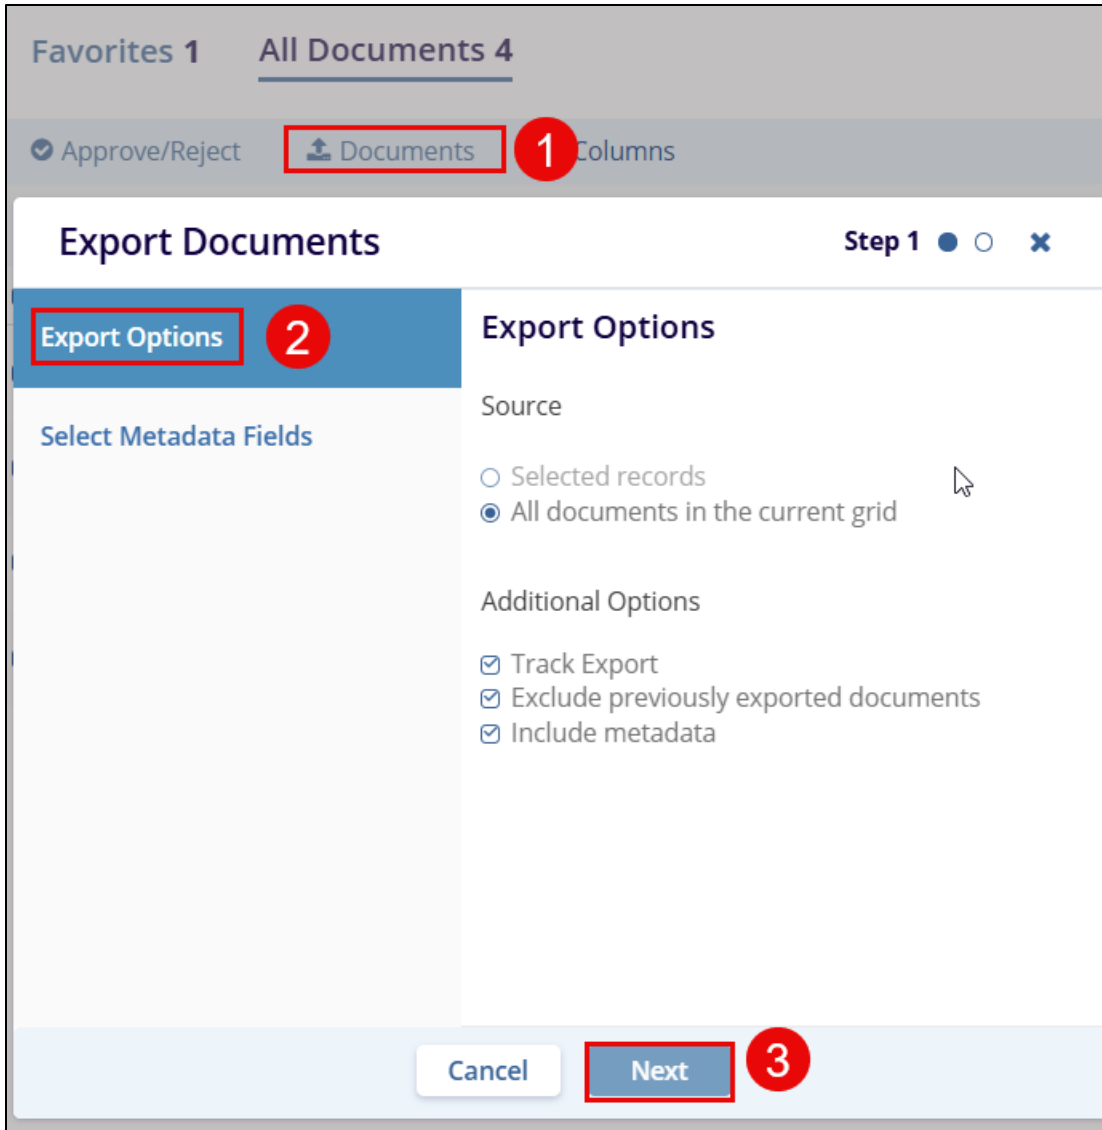 Favorites 1 All Documents 4
Approve/Reject Documents 1 Columns
Export Documents Step 1
Export Options 2
Select Metadata Fields
Export Options
Source
Selected records
All documents in the current grid
Additional Options
Track Export
Exclude previously exported documents
Include metadata
Cancel Next 3